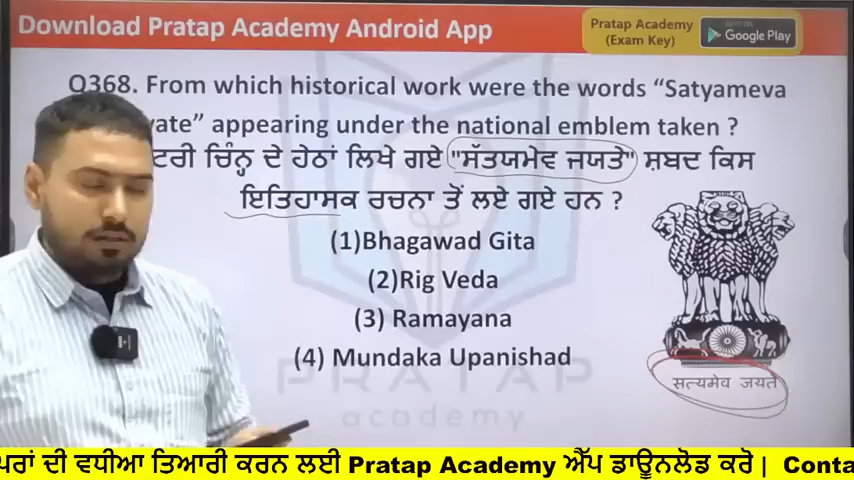 Download Pratap Academy Android App
Pratap Academy
(Exam Key)
Google Play
Q368. From which historical work were the words “Satyameva
vate” appearing under the national emblem taken ?
ਟਰੀ ਚਿੰਨ੍ਹ ਦੇ ਹੇਠਾਂ ਲਿਖੇ ਗਏ "ਸੱਤਯਮੇਵ ਜਯਤੇ" ਸ਼ਬਦ ਕਿਸ
ਇਤਿਹਾਸਕ ਰਚਨਾ ਤੋਂ ਲਏ ਗਏ ਹਨ ?
(1)Bhagawad Gita
(2)Rig Veda
(3) Ramayana
(4) Mundaka Upanishad
सत्यमेव जयते
PRATAP
academy
ਪਰਾਂ ਦੀ ਵਧੀਆ ਤਿਆਰੀ ਕਰਨ ਲਈ Pratap Academy ਐੱਪ ਡਾਊਨਲੋਡ ਕਰੋ | Conta